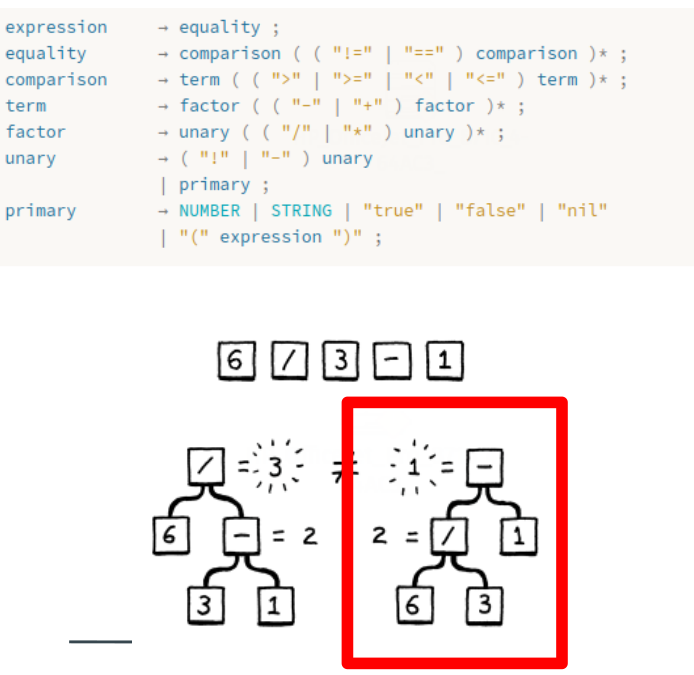 expression → equality ;
equality → comparison ( ( "!=" | "==" ) comparison )* ;
comparison → term ( ( ">" | ">=" | "<" | "<=" ) term )* ;
term → factor ( ( "-" | "+" ) factor )* ;
factor → unary ( ( "/" | "*" ) unary )* ;
unary → ( "!" | "-" ) unary
| primary ;
primary → NUMBER | STRING | "true" | "false" | "nil"
| "(" expression ")" ;
6 / 3 - 1
/ = 3 ≠ 1 = -
6 - = 2 2 = / 1
3 1 6 3